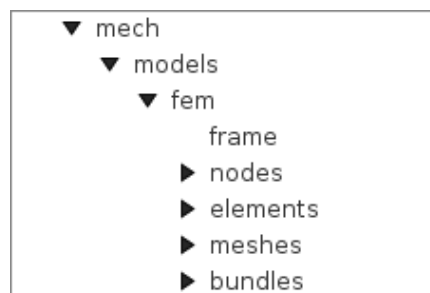 mech
models
fem
frame
nodes
elements
meshes
bundles